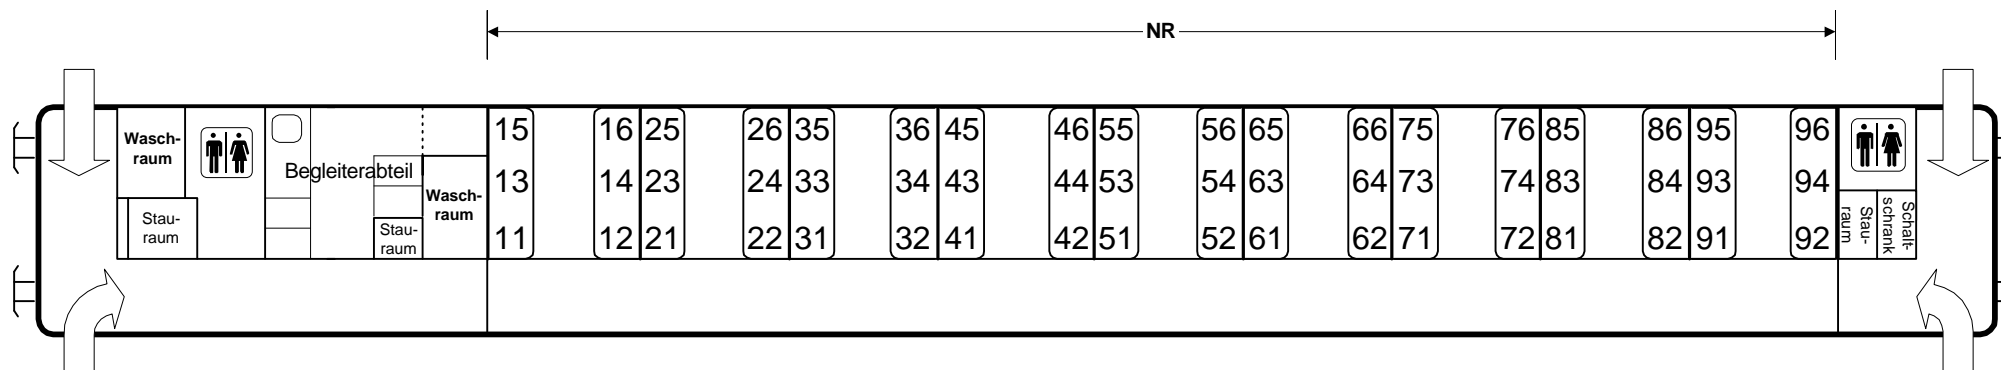 NR
Wasch-
raum
Begleiterabteil
Stau-
raum
Stau-
raum
Wasch-
raum
15 16 25 26 35 36 45 46 55 56 65 66 75 76 85 86 95 96
13 14 23 24 33 34 43 44 53 54 63 64 73 74 83 84 93 94
11 12 21 22 31 32 41 42 51 52 61 62 71 72 81 82 91 92
Stau-
raum
Schalt-
schrank